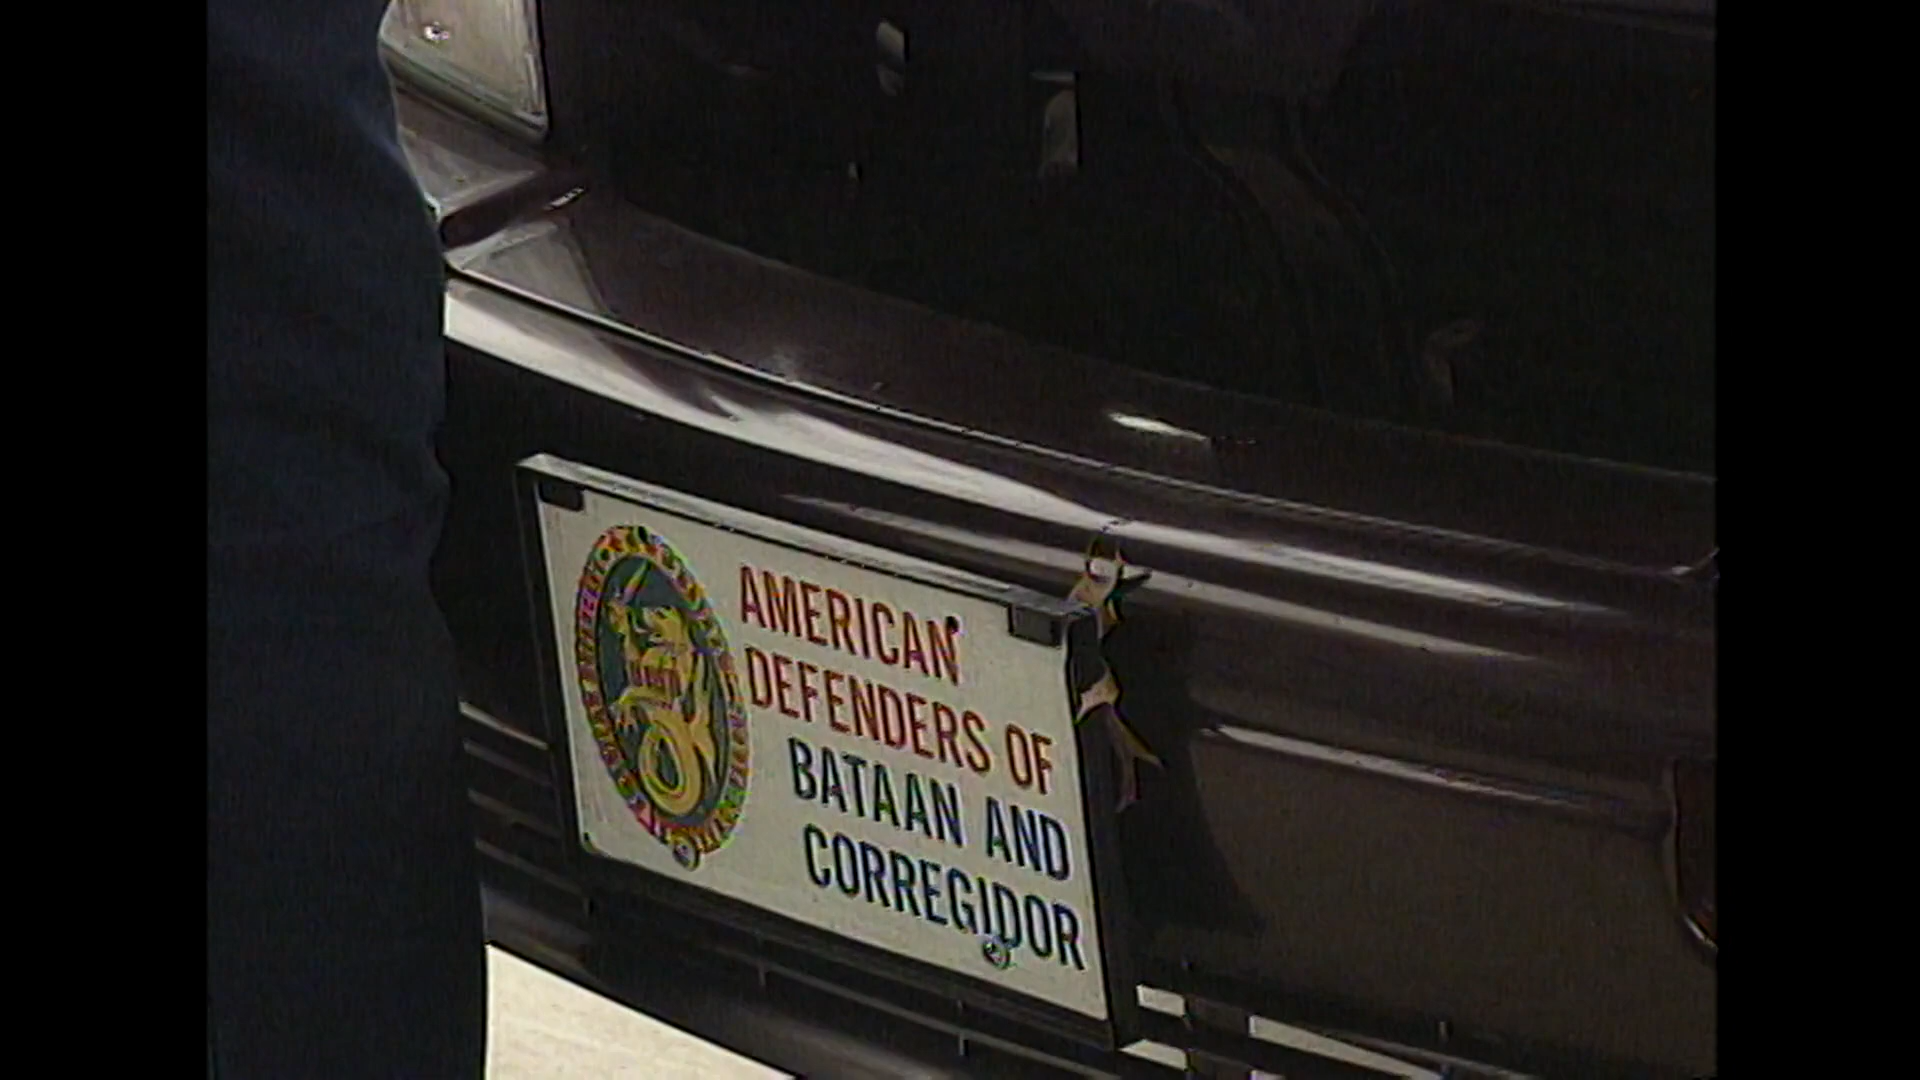 AMERICAN
DEFENDERS OF
BATAAN AND
CORREGIDOR